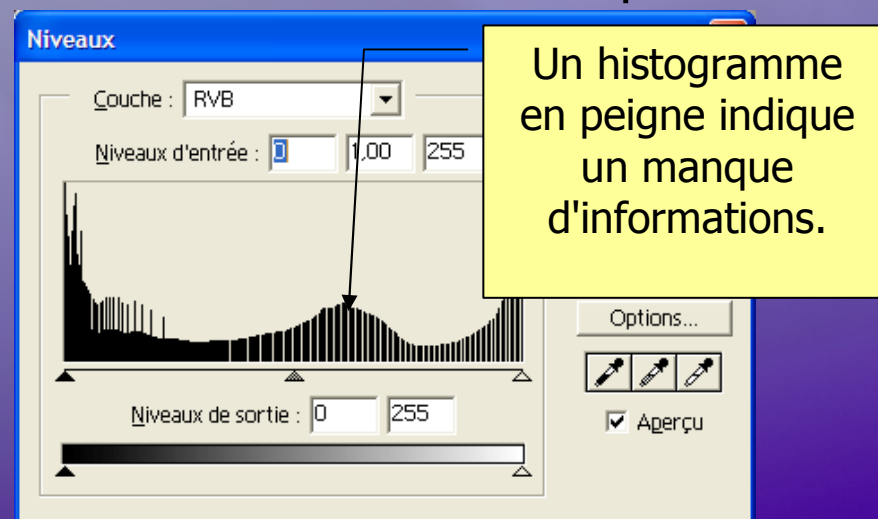 Niveaux
Un histogramme
en peigne indique
un manque
d'informations.
Couche : RVB
Niveaux d'entrée : 0 1,00 255
Options...
Niveaux de sortie : 0 255
Aperçu